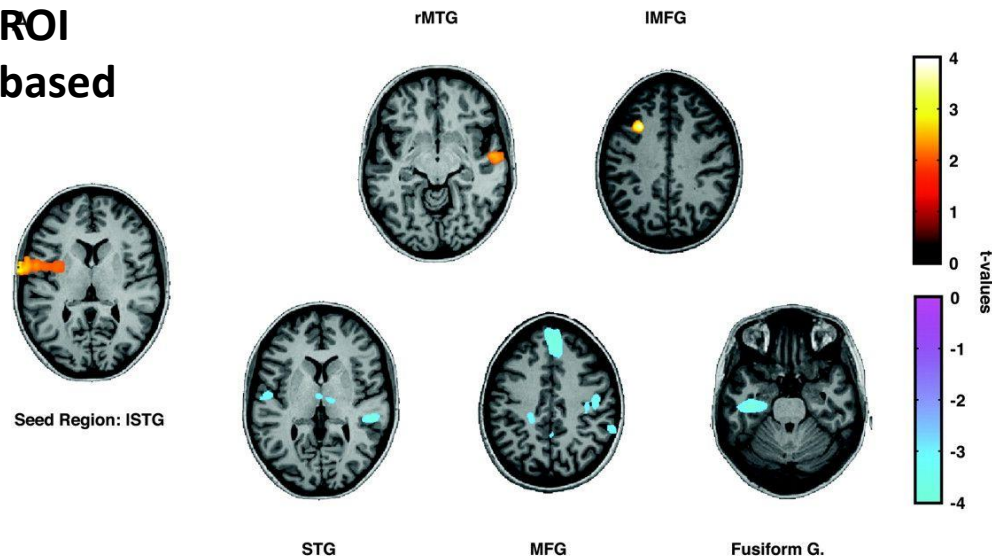 ROI
based
rMTG
lMFG
4
3
2
1
0
t-values
0
-1
-2
-3
-4
Seed Region: lSTG
STG
MFG
Fusiform G.